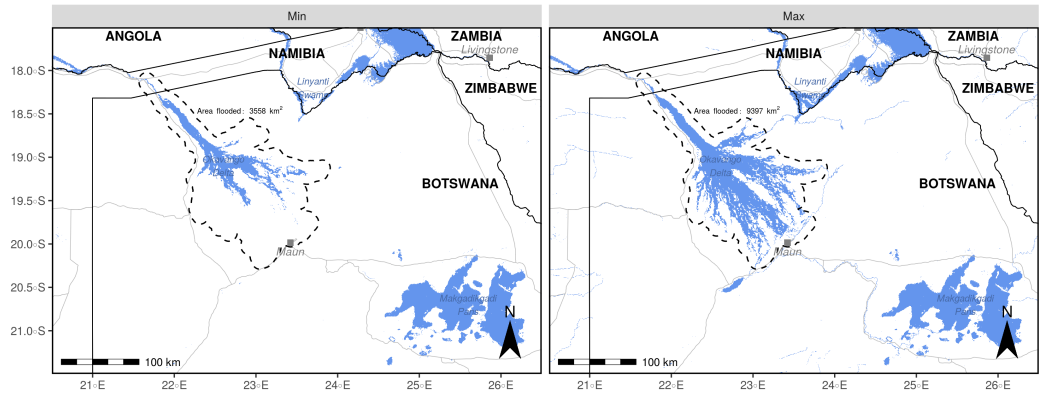 Min
Max
ANGOLA
ZAMBIA
Livingstone
NAMIBIA
Linyanti
Swamp
ZIMBABWE
Area flooded: 3558 km²
Okavango
Delta
BOTSWANA
Maun
Makgadikgadi
Pans
N
100 km
ANGOLA
ZAMBIA
Livingstone
NAMIBIA
Linyanti
Swamp
ZIMBABWE
Area flooded: 9397 km²
Okavango
Delta
BOTSWANA
Maun
Makgadikgadi
Pans
N
100 km
18.0°S
18.5°S
19.0°S
19.5°S
20.0°S
20.5°S
21.0°S
21°E 22°E 23°E 24°E 25°E 26°E
21°E 22°E 23°E 24°E 25°E 26°E